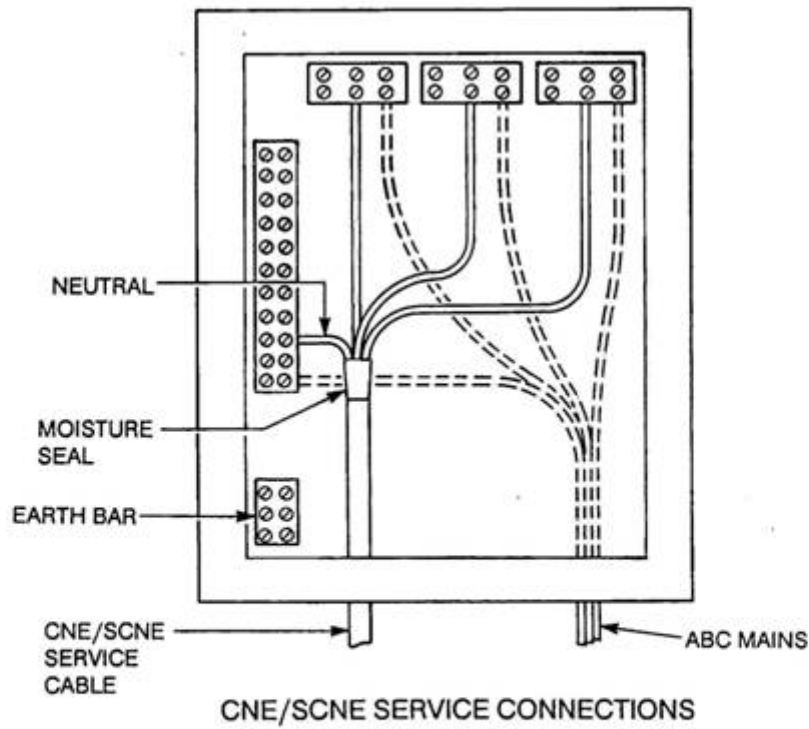 NEUTRAL
MOISTURE
SEAL
EARTH BAR
CNE/SCNE
SERVICE
CABLE
ABC MAINS
CNE/SCNE SERVICE CONNECTIONS